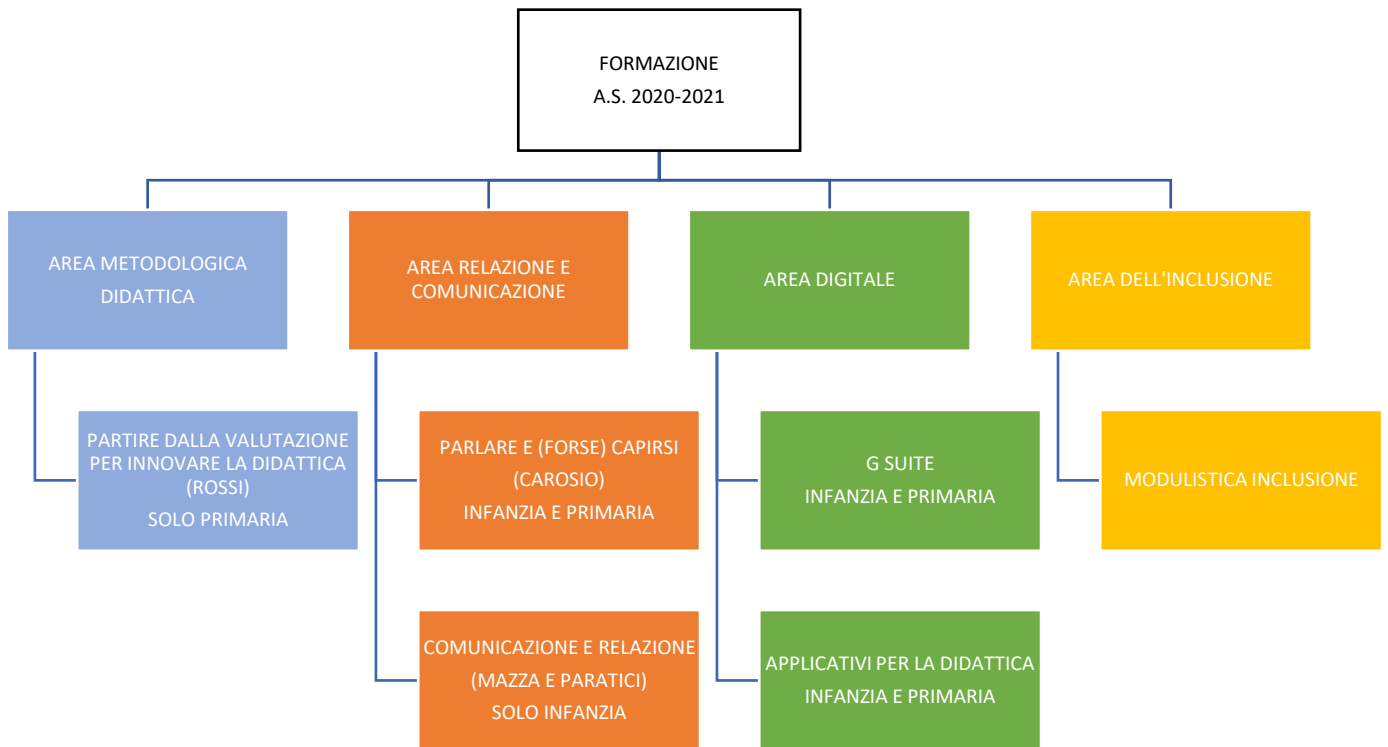 FORMAZIONE
A.S. 2020-2021
AREA METODOLOGICA
DIDATTICA
AREA RELAZIONE E
COMUNICAZIONE
AREA DIGITALE
AREA DELL'INCLUSIONE
PARTIRE DALLA VALUTAZIONE
PER INNOVARE LA DIDATTICA
(ROSSI)
SOLO PRIMARIA
PARLARE E (FORSE) CAPIRSI
(CAROSIO)
INFANZIA E PRIMARIA
G SUITE
INFANZIA E PRIMARIA
MODULISTICA INCLUSIONE
COMUNICAZIONE E RELAZIONE
(MAZZA E PARATICI)
SOLO INFANZIA
APPLICATIVI PER LA DIDATTICA
INFANZIA E PRIMARIA